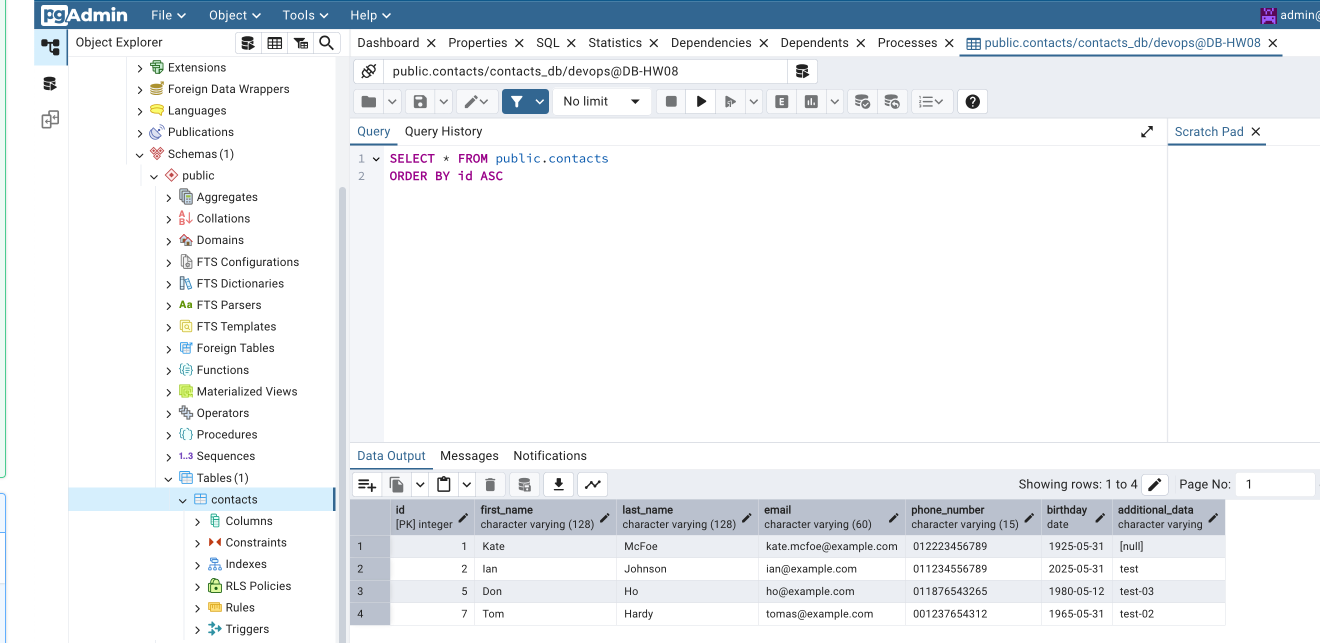 pgAdmin File Object Tools Help admin@
Object Explorer
Dashboard Properties SQL Statistics Dependencies Dependents Processes public.contacts/contacts_db/devops@DB-HW08
Extensions
Foreign Data Wrappers
Languages
Publications
Schemas (1)
public
Aggregates
Collations
Domains
FTS Configurations
FTS Dictionaries
Aa FTS Parsers
FTS Templates
Foreign Tables
Functions
Materialized Views
Operators
Procedures
1..3 Sequences
Tables (1)
contacts
Columns
Constraints
Indexes
RLS Policies
Rules
Triggers
public.contacts/contacts_db/devops@DB-HW08
No limit E
Query Query History
Scratch Pad
1 SELECT * FROM public.contacts
2 ORDER BY id ASC
Data Output Messages Notifications
Showing rows: 1 to 4 Page No: 1
id first_name last_name email phone_number birthday additional_data
[PK] integer character varying (128) character varying (128) character varying (60) character varying (15) date character varying
1 1 Kate McFoe kate.mcfoe@example.com 012223456789 1925-05-31 [null]
2 2 Ian Johnson ian@example.com 011234556789 2025-05-31 test
3 5 Don Ho ho@example.com 011876543265 1980-05-12 test-03
4 7 Tom Hardy tomas@example.com 001237654312 1965-05-31 test-02